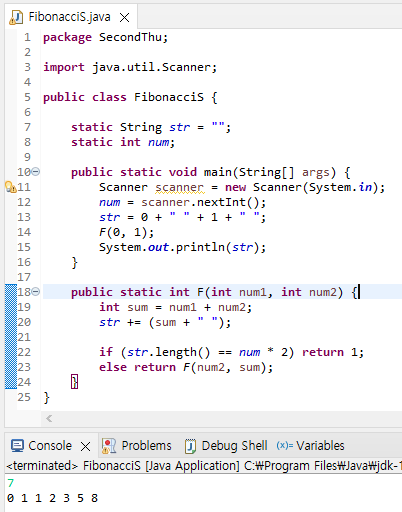 FibonacciS.java
1 package SecondThu;
2
3 import java.util.Scanner;
4
5 public class FibonacciS {
6
7 static String str = "";
8 static int num;
9
10 public static void main(String[] args) {
11 Scanner scanner = new Scanner(System.in);
12 num = scanner.nextInt();
13 str = 0 + " " + 1 + " ";
14 F(0, 1);
15 System.out.println(str);
16 }
17
18 public static int F(int num1, int num2) {
19 int sum = num1 + num2;
20 str += (sum + " ");
21
22 if (str.length() == num * 2) return 1;
23 else return F(num2, sum);
24 }
25 }
Console Problems Debug Shell (x)= Variables
<terminated> FibonacciS [Java Application] C:₩Program Files₩Java₩jdk-1
7
0 1 1 2 3 5 8